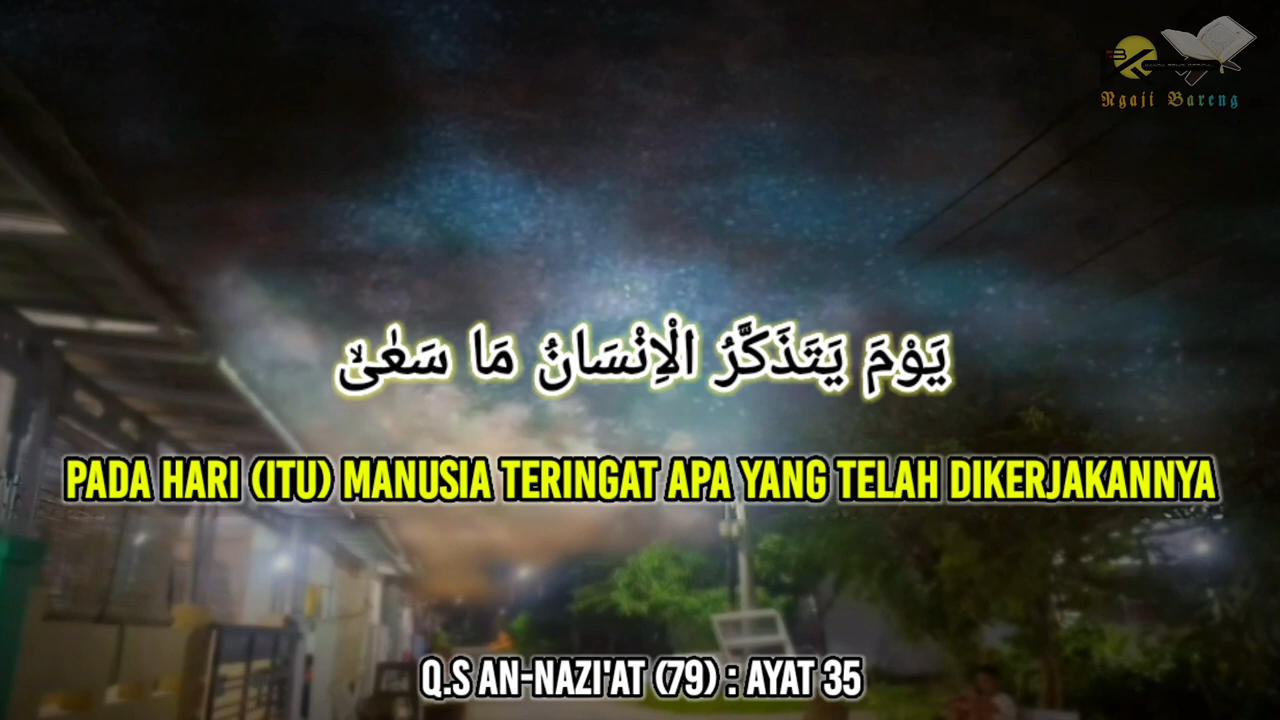 Ngaji Bareng
يَوْمَ يَتَذَكَّرُ الْاِنْسَانُ مَا سَعٰىۙ
PADA HARI (ITU) MANUSIA TERINGAT APA YANG TELAH DIKERJAKANNYA
Q.S AN-NAZI'AT (79) : AYAT 35